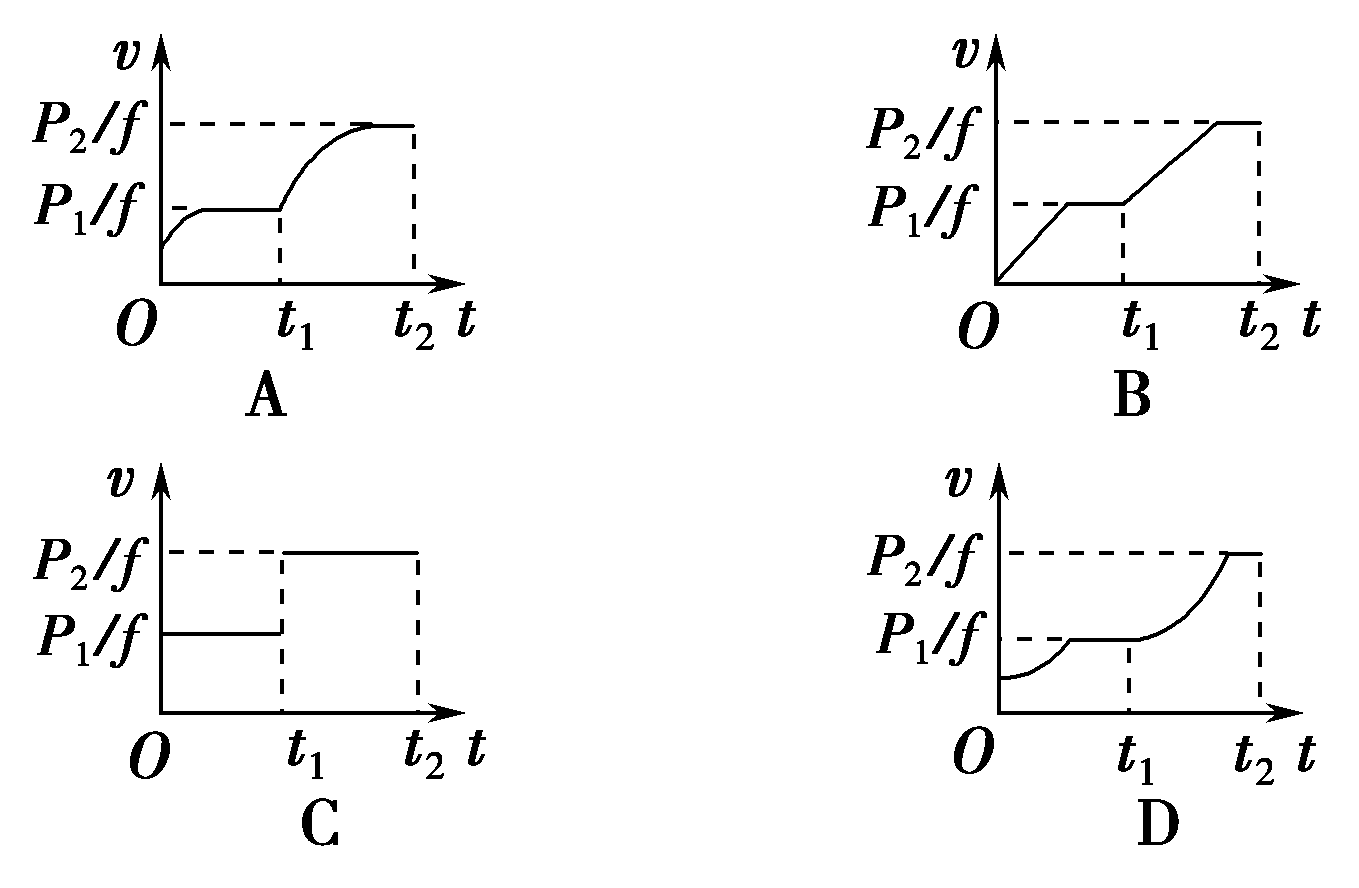 v
P₂/f
P₁/f
O t₁ t₂ t
A
v
P₂/f
P₁/f
O t₁ t₂ t
B
v
P₂/f
P₁/f
O t₁ t₂ t
C
v
P₂/f
P₁/f
O t₁ t₂ t
D